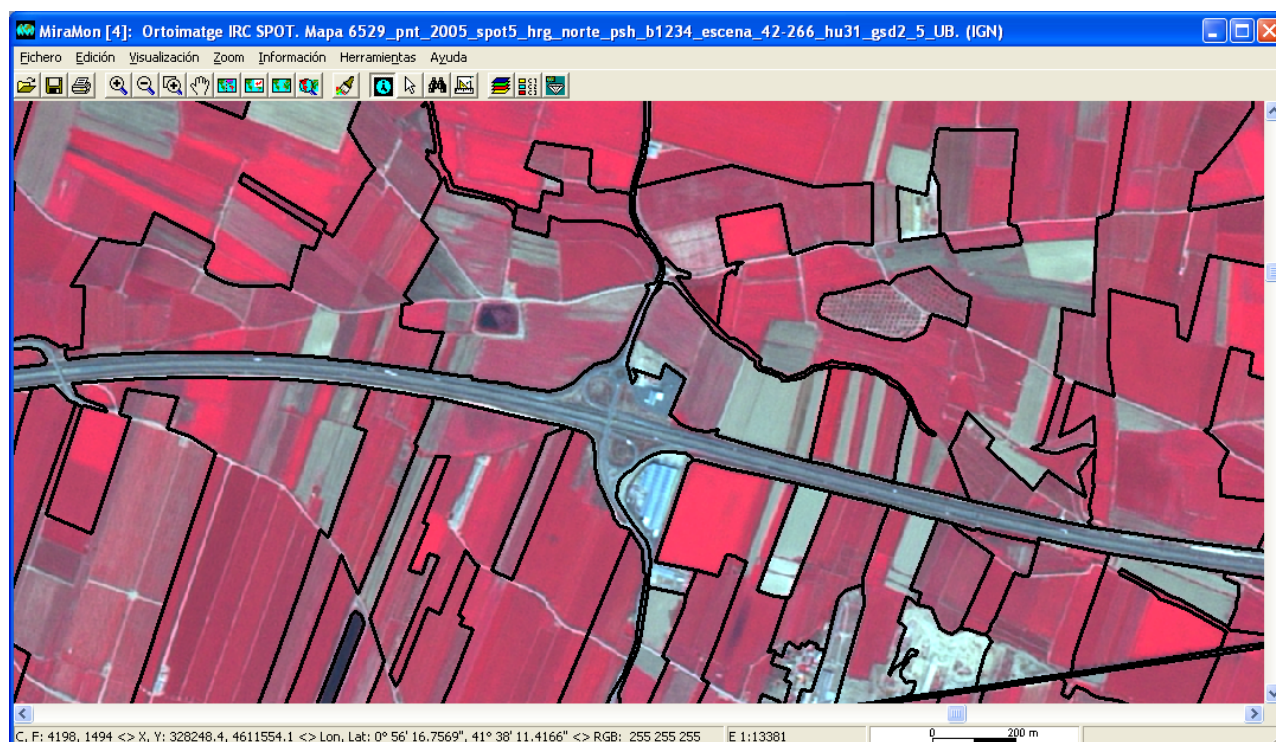 MiraMon [4]: Ortoimatge IRC SPOT. Mapa 6529_pnt_2005_spot5_hrg_norte_psh_b1234_escena_42-266_hu31_gsd2_5_UB. (IGN)
Fichero Edición Visualización Zoom Información Herramientas Ayuda
C, F: 4198, 1494 <> X, Y: 328248.4, 4611554.1 <> Lon, Lat: 0° 56' 16.7569", 41° 38' 11.4166" <> RGB: 255 255 255 E 1:13381 0 200 m